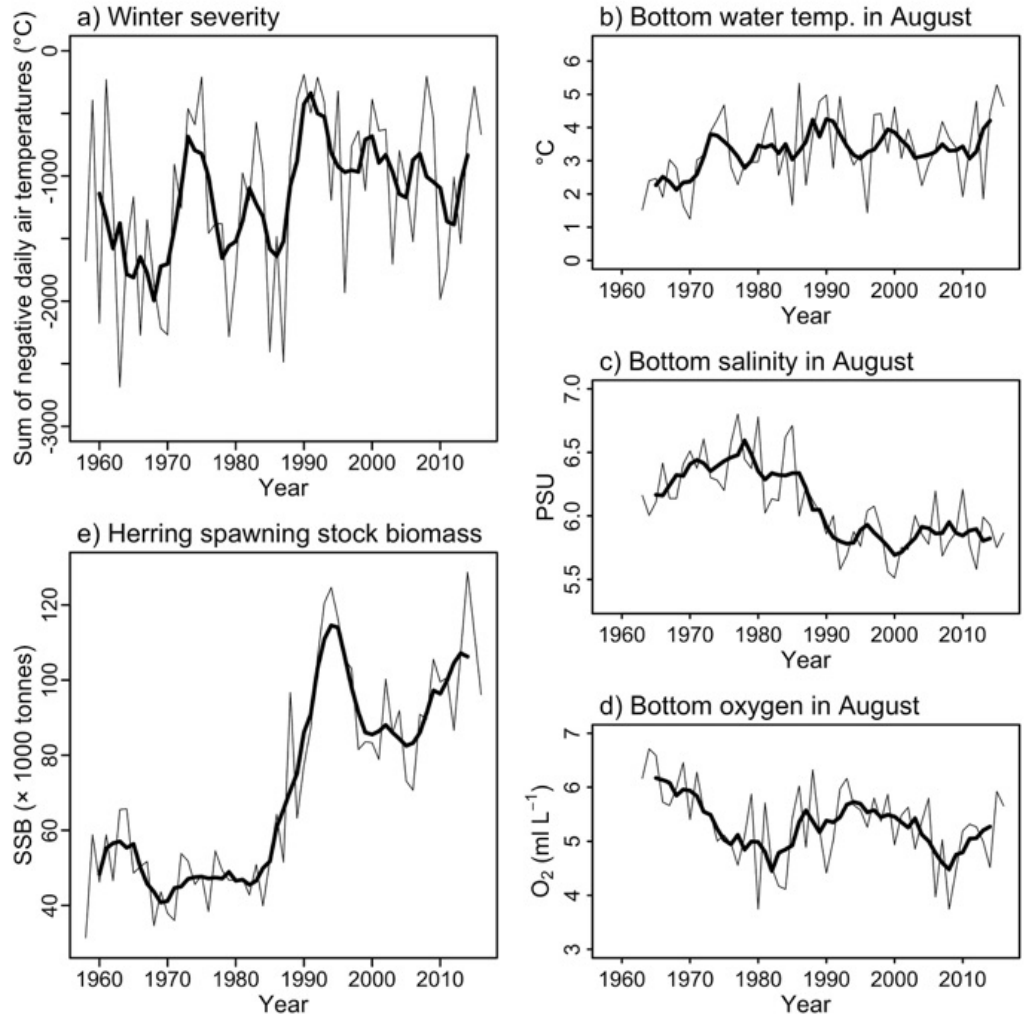 a) Winter severity
Sum of negative daily air temperatures (°C)
0
-1000
-2000
-3000
1960 1970 1980 1990 2000 2010
Year
b) Bottom water temp. in August
°C
6
5
4
3
2
1
0
1960 1970 1980 1990 2000 2010
Year
c) Bottom salinity in August
PSU
7.0
6.5
6.0
5.5
1960 1970 1980 1990 2000 2010
Year
e) Herring spawning stock biomass
SSB (× 1000 tonnes)
120
100
80
60
40
1960 1970 1980 1990 2000 2010
Year
d) Bottom oxygen in August
O₂ (ml L⁻¹)
7
6
5
4
3
1960 1970 1980 1990 2000 2010
Year